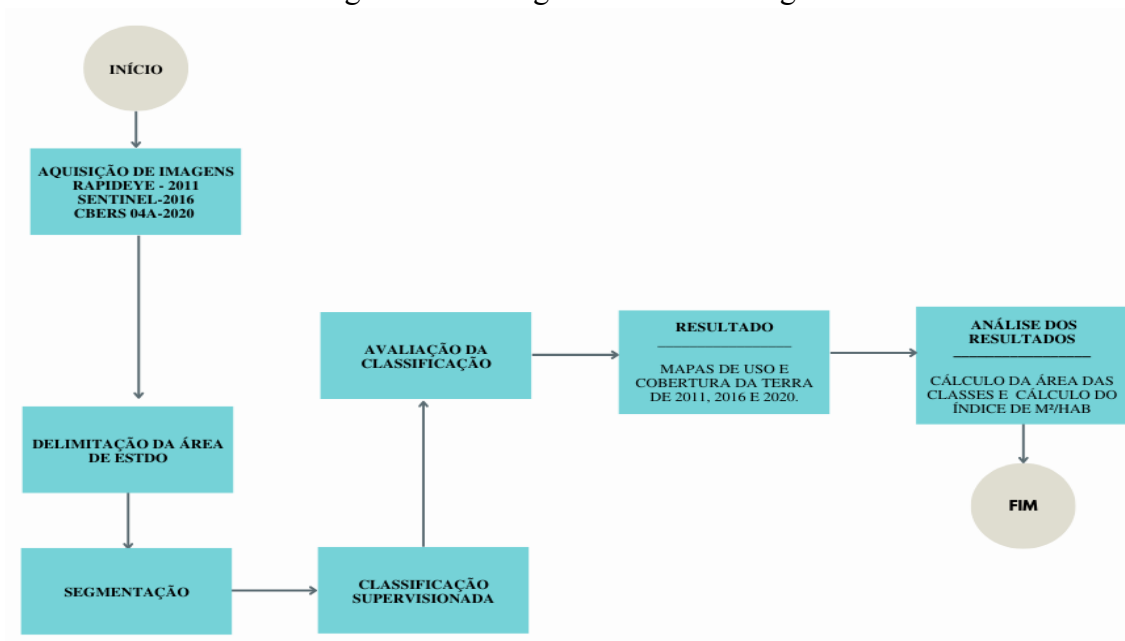 INÍCIO
AQUISIÇÃO DE IMAGENS
RAPIDEYE - 2011
SENTINEL-2016
CBERS 04A-2020
DELIMITAÇÃO DA ÁREA
DE ESTDO
SEGMENTAÇÃO
CLASSIFICAÇÃO
SUPERVISIONADA
AVALIAÇÃO DA
CLASSIFICAÇÃO
RESULTADO
MAPAS DE USO E
COBERTURA DA TERRA
DE 2011, 2016 E 2020.
ANÁLISE DOS
RESULTADOS
CÁLCULO DA ÁREA DAS
CLASSES E CÁLCULO DO
ÍNDICE DE M²/HAB
FIM